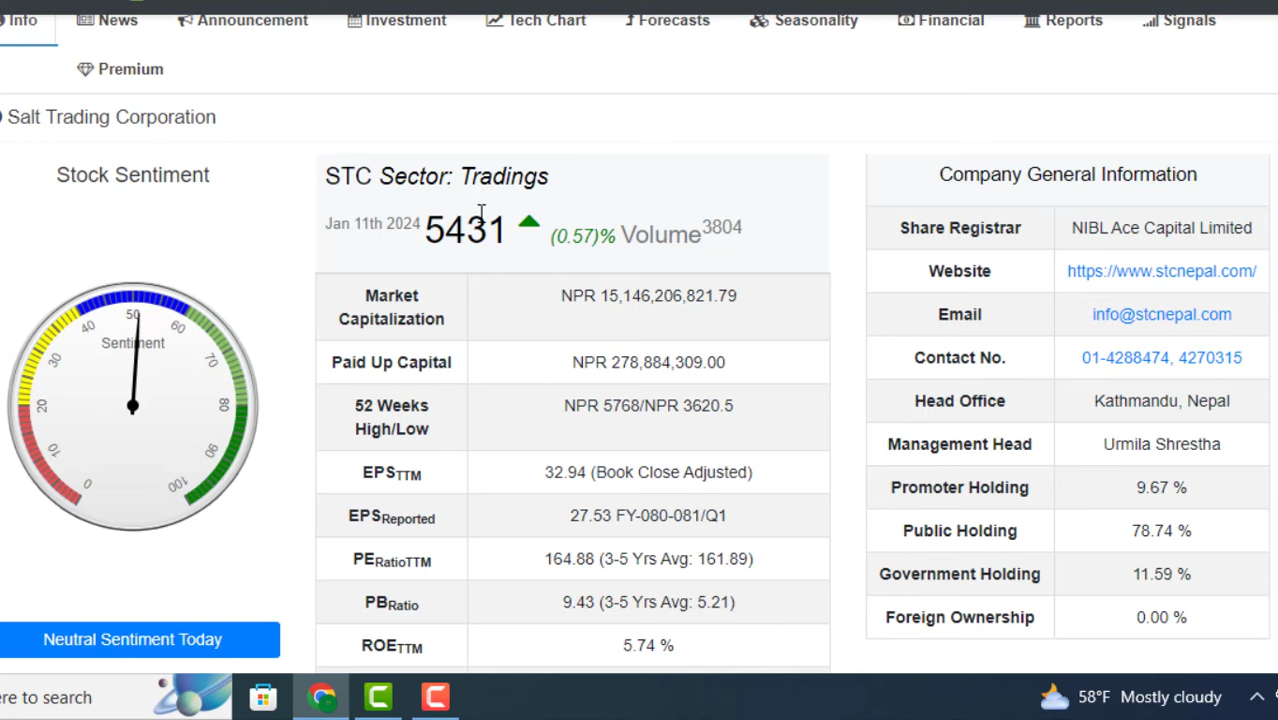 Info News Announcement Investment Tech Chart Forecasts Seasonality Financial Reports Signals
Premium
Salt Trading Corporation
Stock Sentiment
0
10
20
30
40
50
60
70
80
90
100
Sentiment
Neutral Sentiment Today
STC Sector: Tradings
Jan 11th 2024 5431 (0.57)% Volume 3804
Market
Capitalization
NPR 15,146,206,821.79
Paid Up Capital NPR 278,884,309.00
52 Weeks
High/Low
NPR 5768/NPR 3620.5
EPSTTM 32.94 (Book Close Adjusted)
EPSReported 27.53 FY-080-081/Q1
PERatioTTM 164.88 (3-5 Yrs Avg: 161.89)
PBRatio 9.43 (3-5 Yrs Avg: 5.21)
ROETTM 5.74 %
Company General Information
Share Registrar NIBL Ace Capital Limited
Website https://www.stcnepal.com/
Email info@stcnepal.com
Contact No. 01-4288474, 4270315
Head Office Kathmandu, Nepal
Management Head Urmila Shrestha
Promoter Holding 9.67 %
Public Holding 78.74 %
Government Holding 11.59 %
Foreign Ownership 0.00 %
ere to search
58°F Mostly cloudy